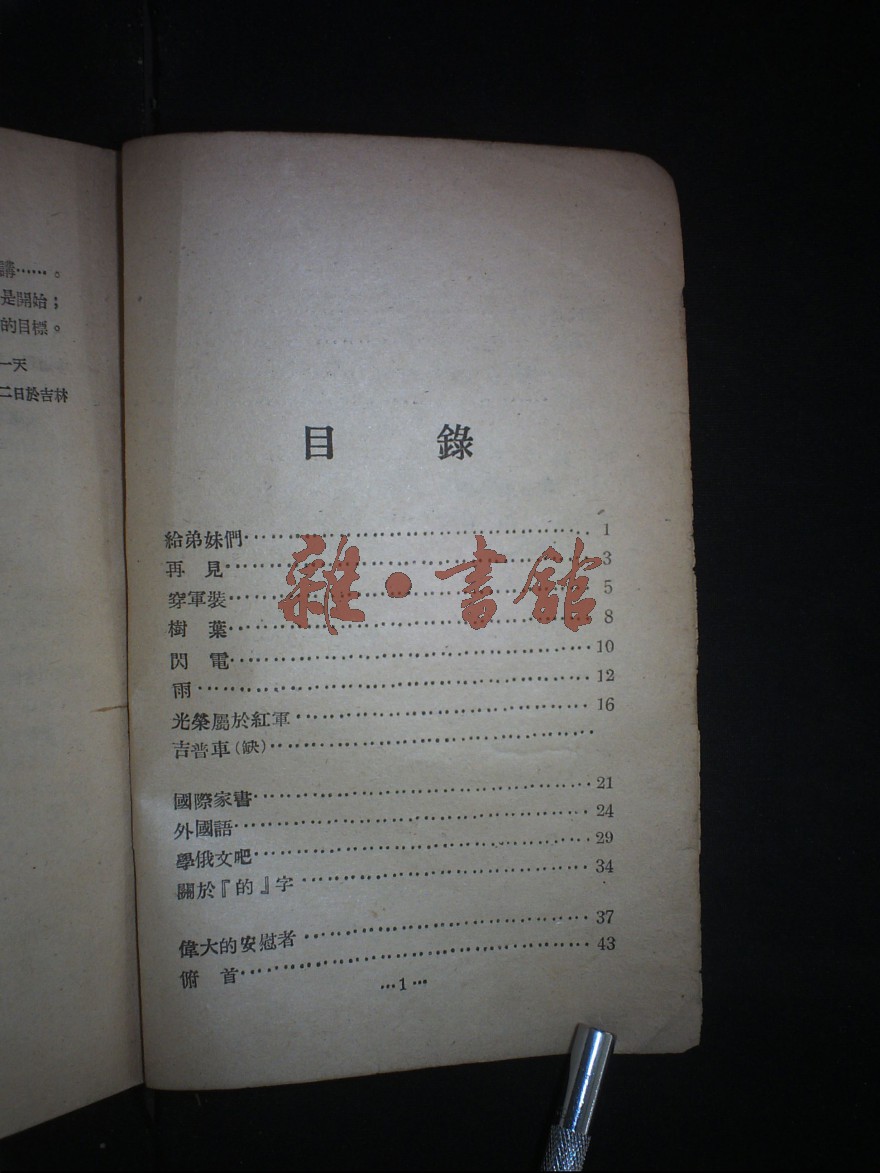 講……。
是開始；
的目標。
一天
二日於吉林
目　錄
給弟妹們…………1
再　見…………3
穿軍裝…………5
樹　葉…………8
閃　電…………10
雨…………12
光榮屬於紅軍…………16
吉普車(缺)…………
國際家書…………21
外國語…………24
學俄文吧…………29
關於『的』字…………34
偉大的安慰者…………37
俯　首…………43
…1…
雜·書館